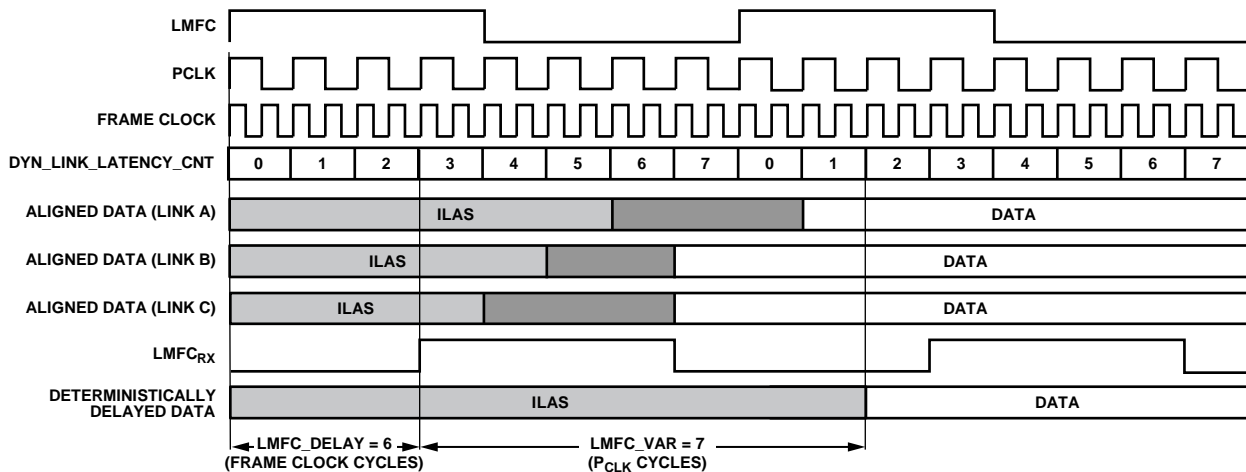 LMFC
PCLK
FRAME CLOCK
DYN_LINK_LATENCY_CNT 0 1 2 3 4 5 6 7 0 1 2 3 4 5 6 7
ALIGNED DATA (LINK A) ILAS DATA
ALIGNED DATA (LINK B) ILAS DATA
ALIGNED DATA (LINK C) ILAS DATA
LMFCRX
DETERMINISTICALLY
DELAYED DATA ILAS DATA
LMFC_DELAY = 6
(FRAME CLOCK CYCLES)
LMFC_VAR = 7
(PCLK CYCLES)